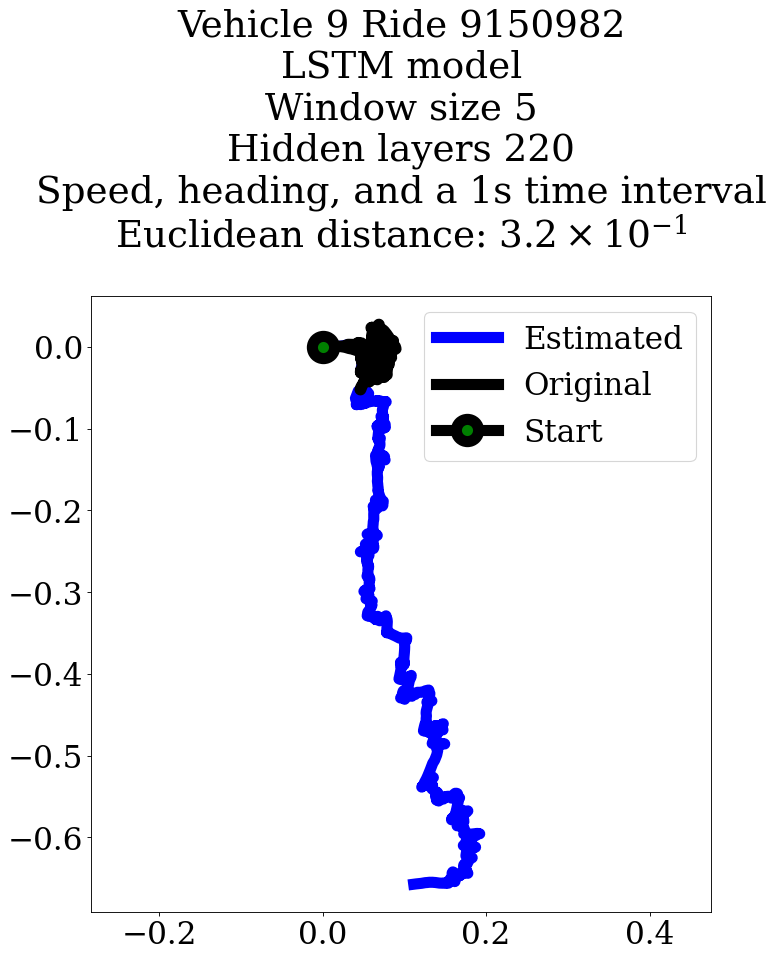 Vehicle 9 Ride 9150982
LSTM model
Window size 5
Hidden layers 220
Speed, heading, and a 1s time interval
Euclidean distance: 3.2 × 10⁻¹
Estimated
Original
Start
0.0
−0.1
−0.2
−0.3
−0.4
−0.5
−0.6
−0.2 0.0 0.2 0.4